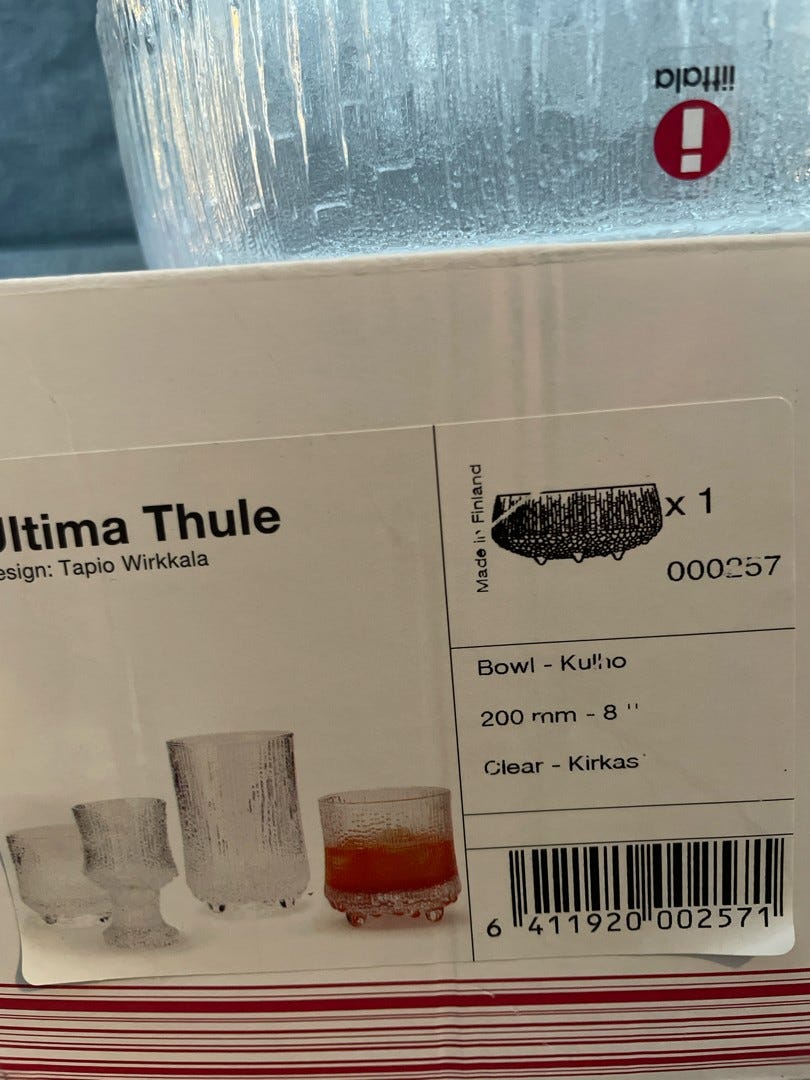 iittala
Ultima Thule
Design: Tapio Wirkkala
Made in Finland
x 1
000257
Bowl - Kulho
200 mm - 8 "
Clear - Kirkas
6 411920 002571